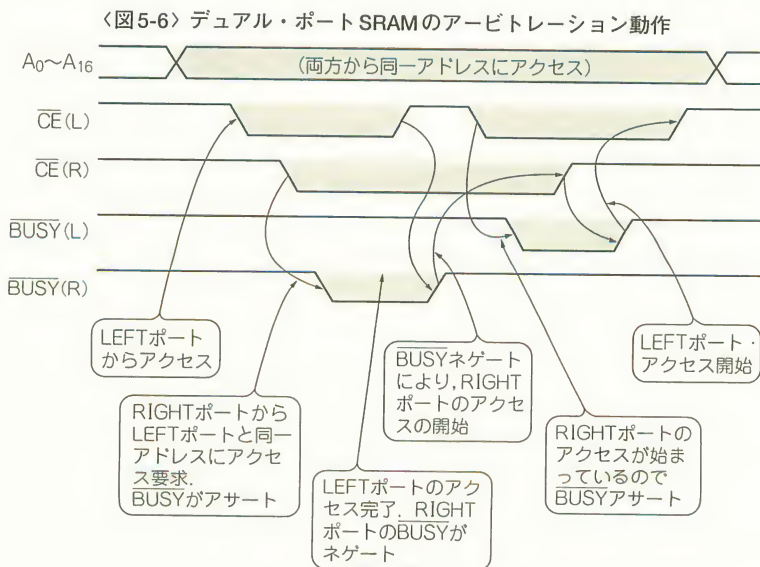 〈図5-6〉デュアル・ポートSRAMのアービトレーション動作
A0〜A16
(両方から同一アドレスにアクセス)
CE(L)
CE(R)
BUSY(L)
BUSY(R)
LEFTポート
からアクセス
RIGHTポートから
LEFTポートと同一
アドレスにアクセ
ス要求.
BUSYがアサート
LEFTポートのアク
セス完了. RIGHT
ポートのBUSYが
ネゲート
BUSYネゲート
により,RIGHT
ポートのアクセ
スの開始
RIGHTポートの
アクセスが始ま
っているので
BUSYアサート
LEFTポート・
アクセス開始